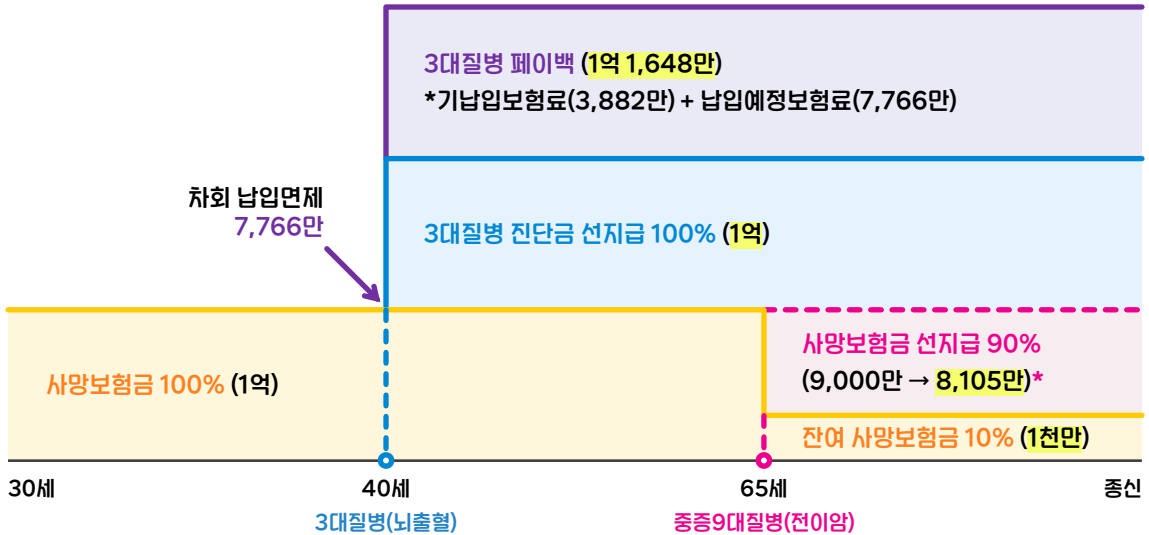 3대질병 페이백 (1억 1,648만)
*기납입보험료(3,882만) + 납입예정보험료(7,766만)
차회 납입면제
7,766만
3대질병 진단금 선지급 100% (1억)
사망보험금 100% (1억)
사망보험금 선지급 90%
(9,000만 → 8,105만)*
잔여 사망보험금 10% (1천만)
30세
40세
65세
종신
3대질병(뇌출혈)
중증9대질병(전이암)